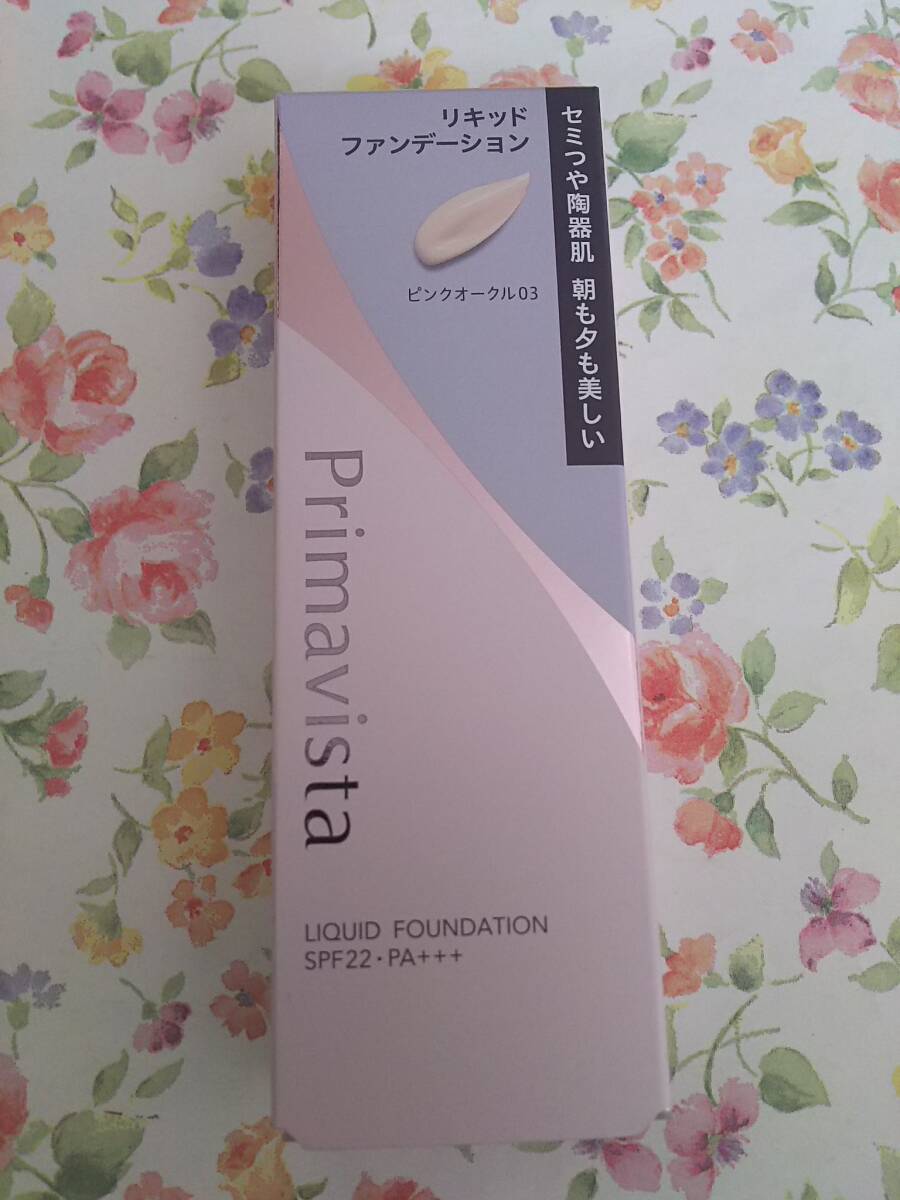 リキッド
ファンデーション
ピンクオークル03
セミつや陶器肌 朝も夕も美しい
Primavista
LIQUID FOUNDATION
SPF22・PA+++